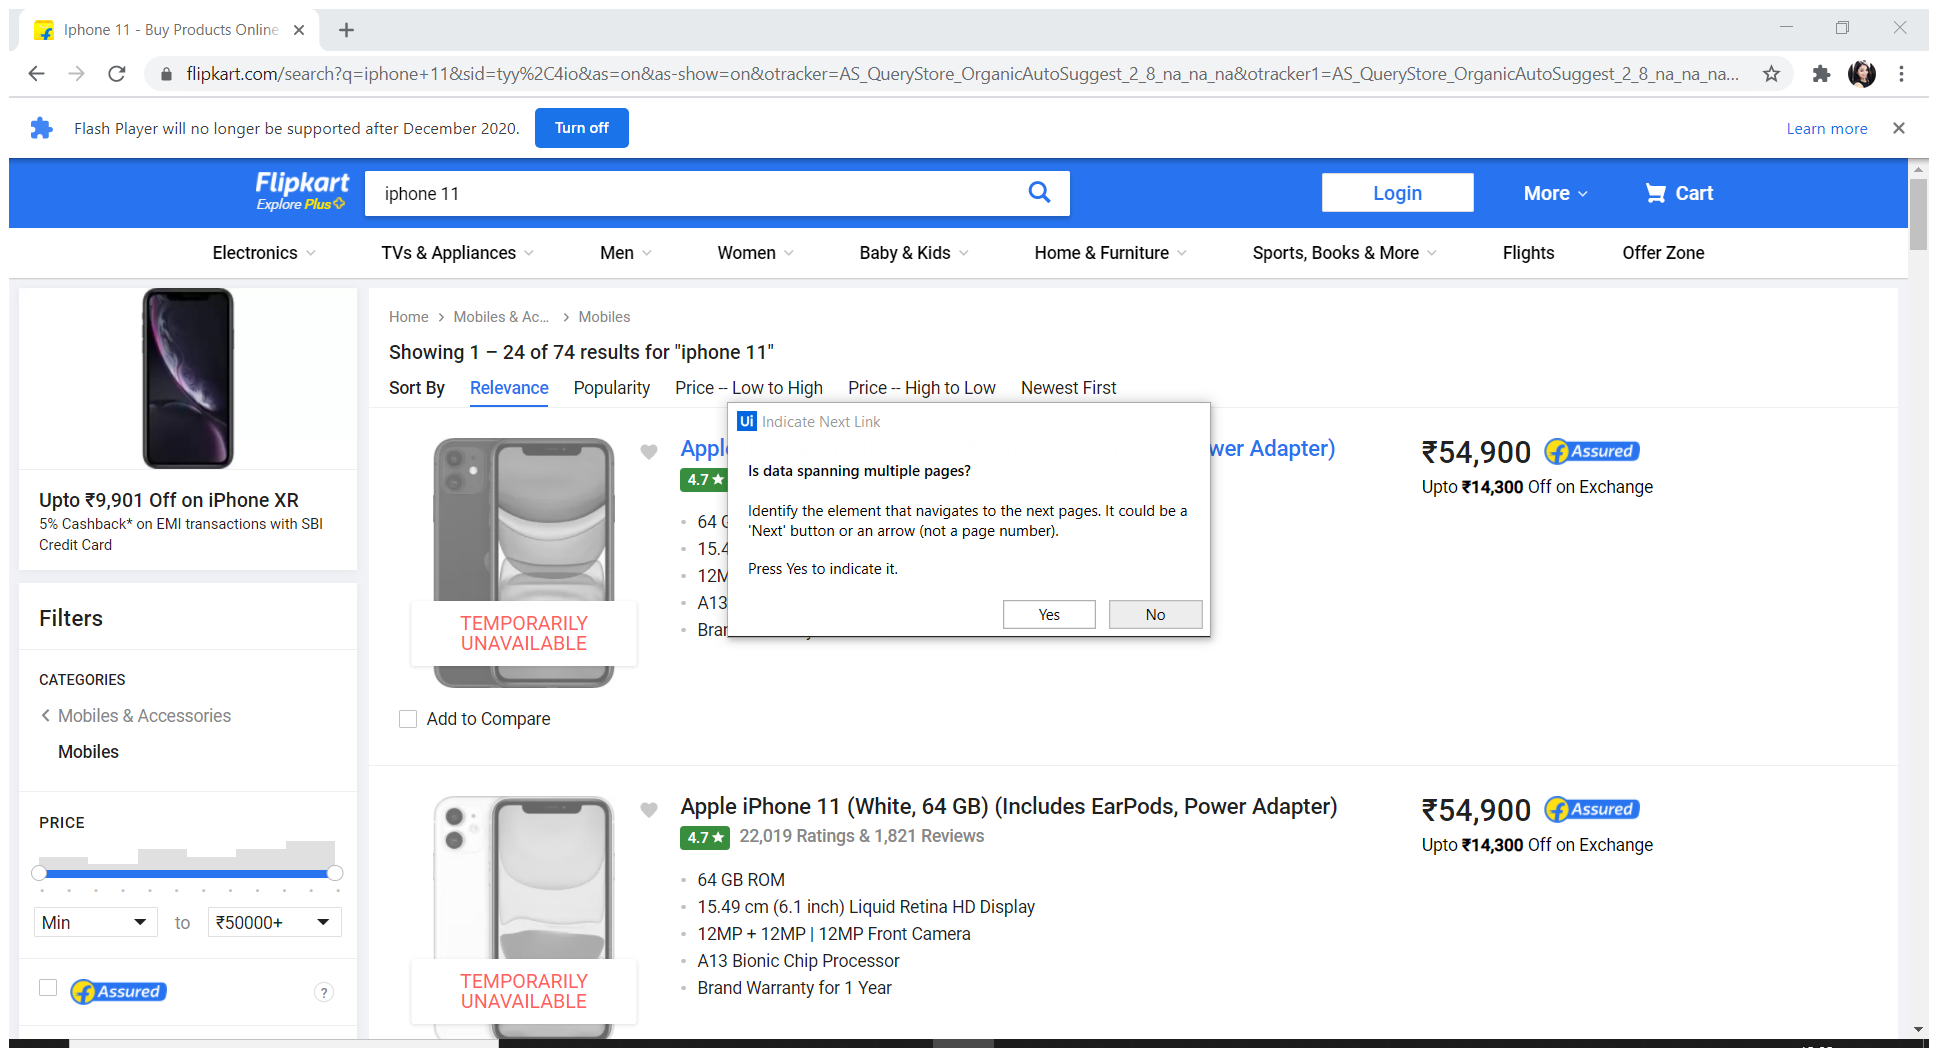 Iphone 11 - Buy Products Online
flipkart.com/search?q=iphone+11&sid=tyy%2C4io&as=on&as-show=on&otracker=AS_QueryStore_OrganicAutoSuggest_2_8_na_na_na&otracker1=AS_QueryStore_OrganicAutoSuggest_2_8_na_na_na...
Flash Player will no longer be supported after December 2020. Turn off Learn more
Flipkart
Explore Plus
iphone 11
Login More Cart
Electronics TVs & Appliances Men Women Baby & Kids Home & Furniture Sports, Books & More Flights Offer Zone
Upto ₹9,901 Off on iPhone XR
5% Cashback* on EMI transactions with SBI
Credit Card
Filters
CATEGORIES
Mobiles & Accessories
Mobiles
PRICE
Min to ₹50000+
Assured ?
Home > Mobiles & Ac... > Mobiles
Showing 1 – 24 of 74 results for "iphone 11"
Sort By Relevance Popularity Price -- Low to High Price -- High to Low Newest First
wer Adapter)
4.7 ★
64 G
15.4
12M
A13
Bran
TEMPORARILY
UNAVAILABLE
Add to Compare
₹54,900 Assured
Upto ₹14,300 Off on Exchange
Ui Indicate Next Link
Is data spanning multiple pages?
Identify the element that navigates to the next pages. It could be a
'Next' button or an arrow (not a page number).
Press Yes to indicate it.
Yes No
Apple iPhone 11 (White, 64 GB) (Includes EarPods, Power Adapter)
4.7 ★ 22,019 Ratings & 1,821 Reviews
64 GB ROM
15.49 cm (6.1 inch) Liquid Retina HD Display
12MP + 12MP | 12MP Front Camera
A13 Bionic Chip Processor
Brand Warranty for 1 Year
TEMPORARILY
UNAVAILABLE
₹54,900 Assured
Upto ₹14,300 Off on Exchange